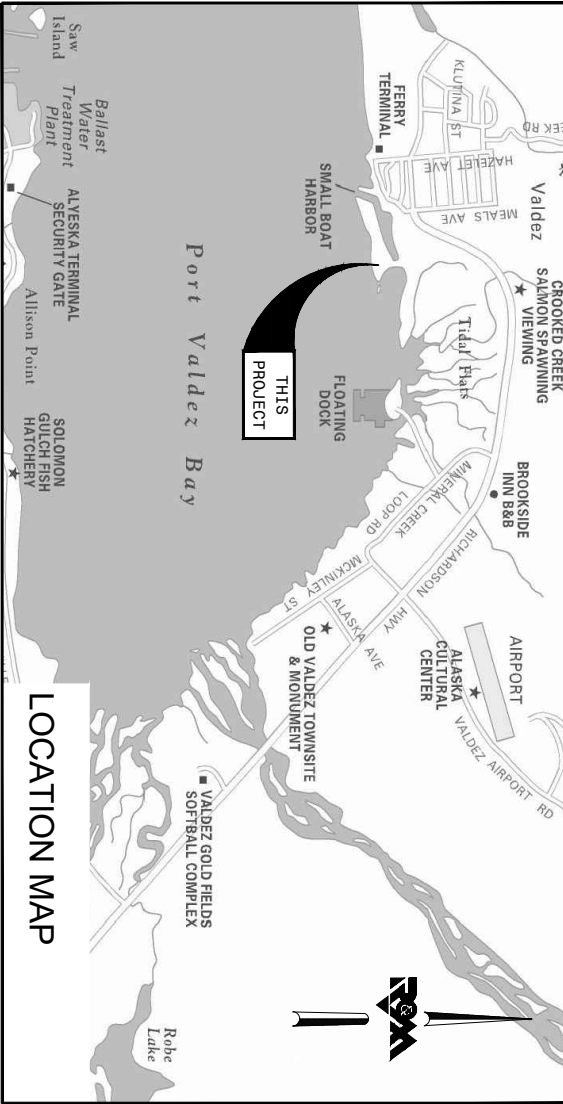 Saw
Island
Ballast
Water
Treatment
Plant
ALYESKA TERMINAL
SECURITY GATE
Allison Point
SOLOMON
GULCH FISH
HATCHERY
Port Valdez Bay
FERRY
TERMINAL
SMALL BOAT
HARBOR
KLUTINA ST
HAZELET AVE
MEALS AVE
EEK RD
Valdez
CROOKED CREEK
SALMON SPAWNING
VIEWING
Tidal Flats
THIS
PROJECT
FLOATING
DOCK
BROOKSIDE
INN B&B
MINERAL CREEK
LOOP RD
RICHARDSON
HWY
MCKINLEY ST
ALASKA AVE
OLD VALDEZ TOWNSITE
& MONUMENT
AIRPORT
ALASKA
CULTURAL
CENTER
VALDEZ AIRPORT RD
VALDEZ GOLD FIELDS
SOFTBALL COMPLEX
Robe
Lake
R&M
LOCATION MAP